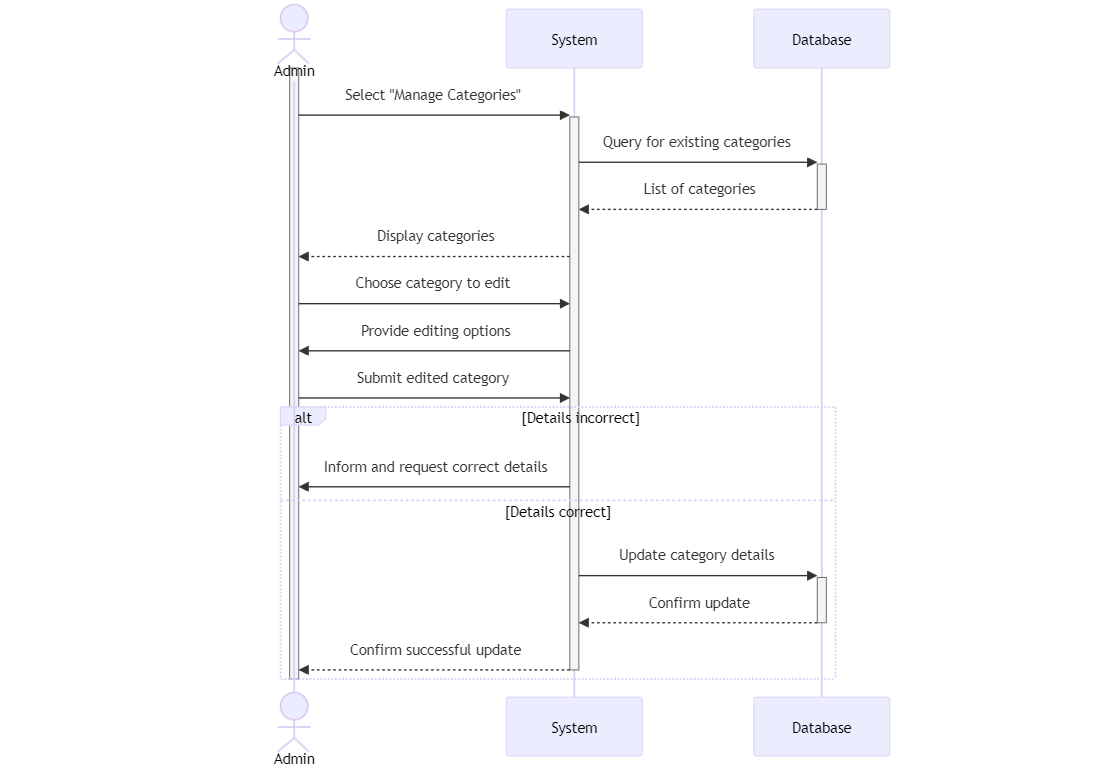 Admin
System
Database
Select "Manage Categories"
Query for existing categories
List of categories
Display categories
Choose category to edit
Provide editing options
Submit edited category
alt
[Details incorrect]
Inform and request correct details
[Details correct]
Update category details
Confirm update
Confirm successful update
System
Database
Admin